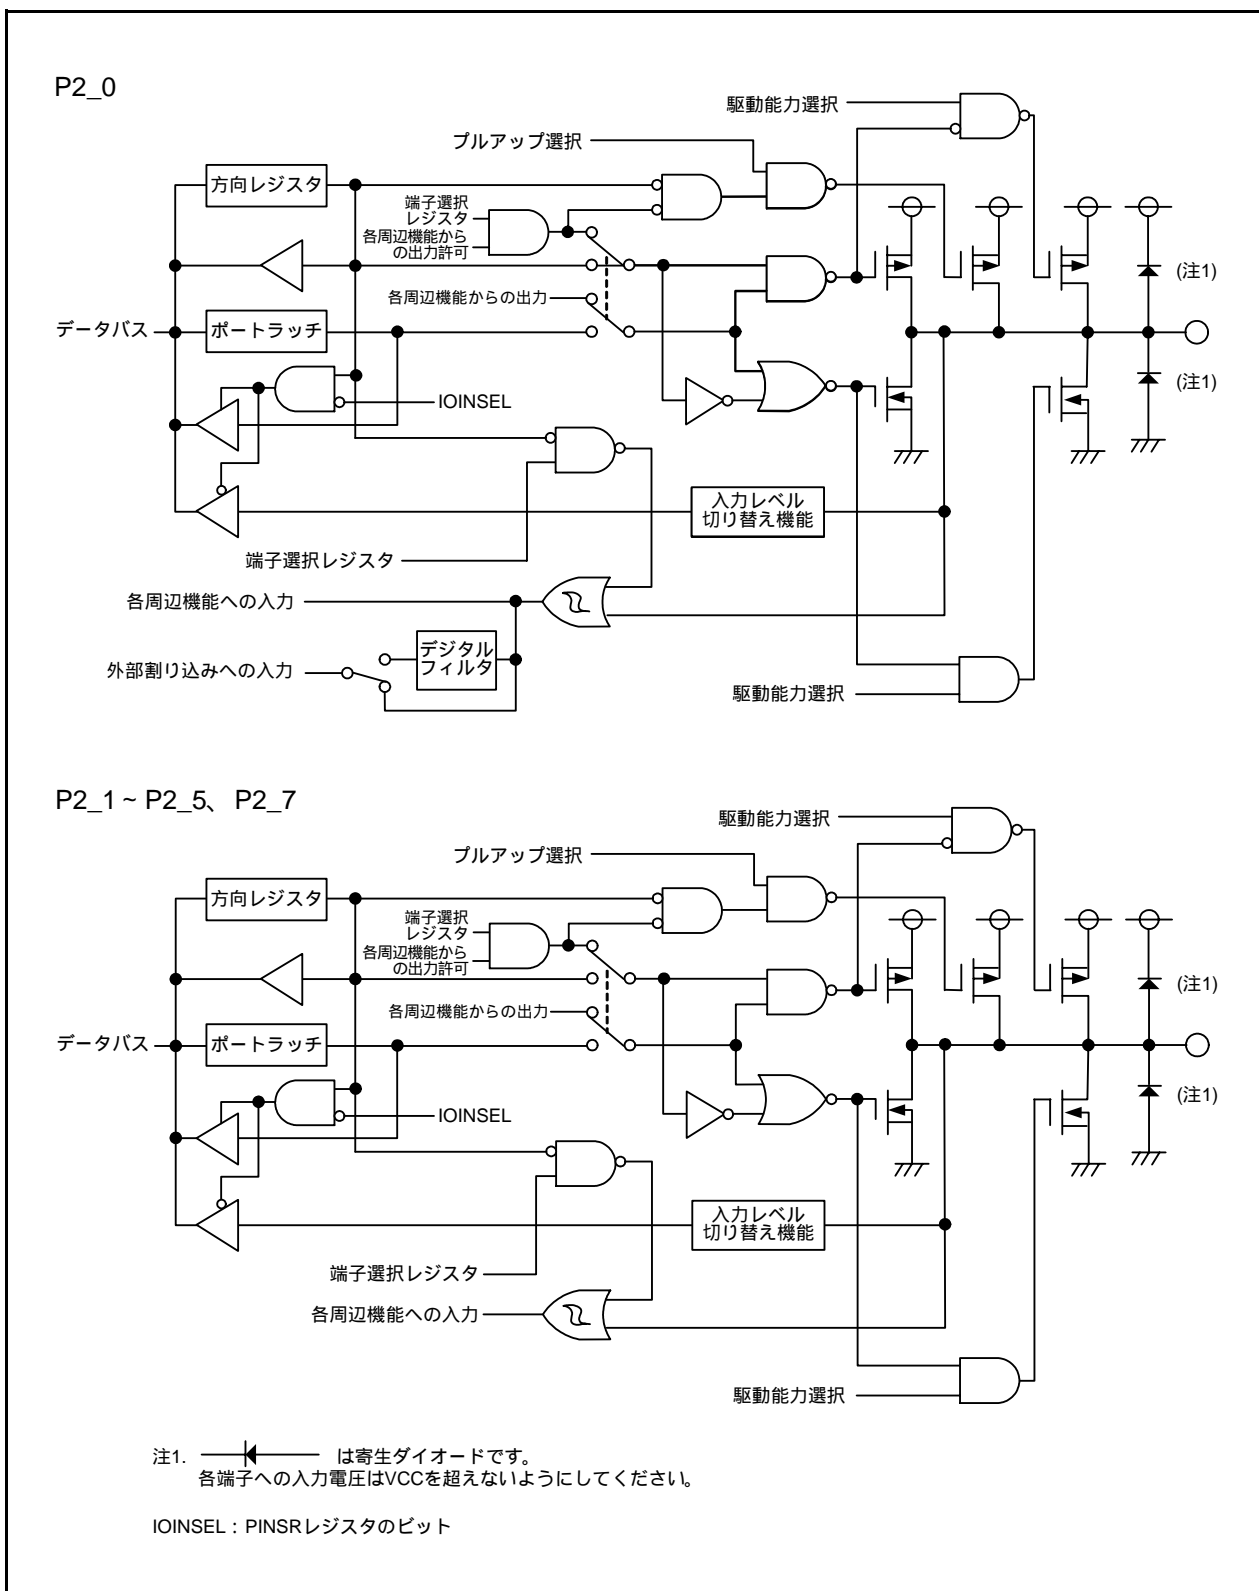 P2_0
駆動能力選択
プルアップ選択
方向レジスタ
端子選択
レジスタ
各周辺機能から
の出力許可
(注1)
各周辺機能からの出力
データバス
ポートラッチ
(注1)
IOINSEL
入力レベル
切り替え機能
端子選択レジスタ
各周辺機能への入力
デジタル
フィルタ
外部割り込みへの入力
駆動能力選択
P2_1 ~ P2_5、P2_7
駆動能力選択
プルアップ選択
方向レジスタ
端子選択
レジスタ
各周辺機能から
の出力許可
(注1)
各周辺機能からの出力
データバス
ポートラッチ
(注1)
IOINSEL
入力レベル
切り替え機能
端子選択レジスタ
各周辺機能への入力
駆動能力選択
注1. は寄生ダイオードです。
各端子への入力電圧はVCCを超えないようにしてください。
IOINSEL : PINSRレジスタのビット